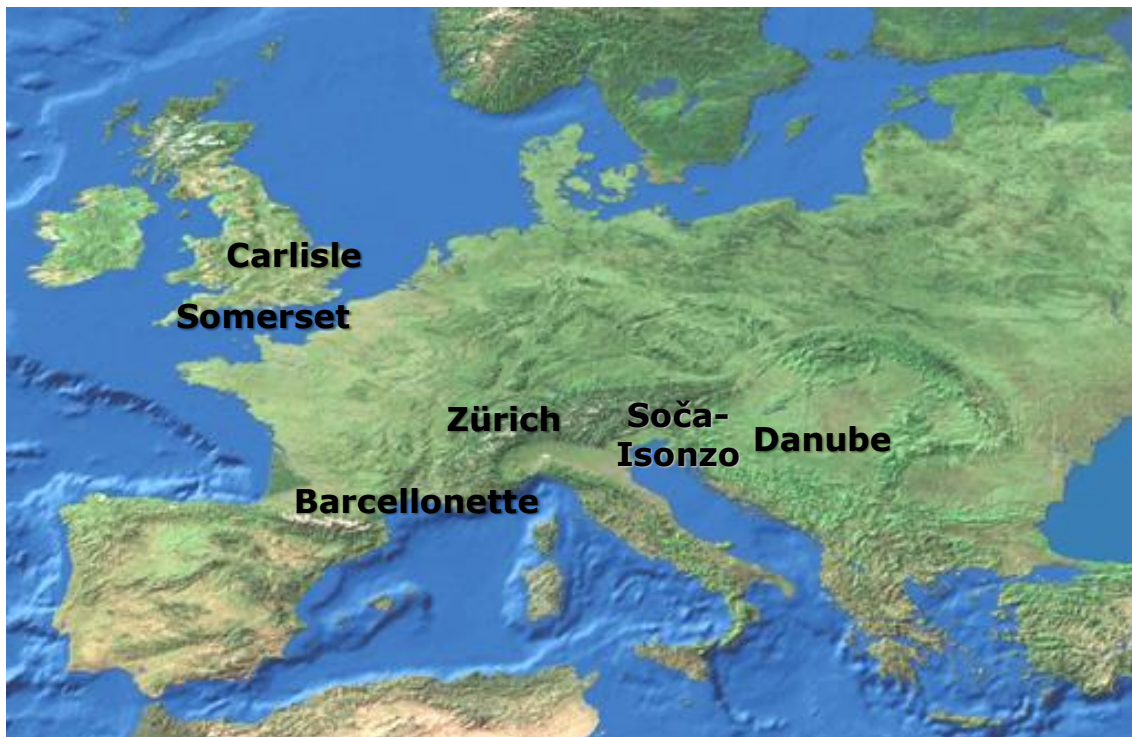 Carlisle
Somerset
Zürich
Soča-
Isonzo
Danube
Barcellonette